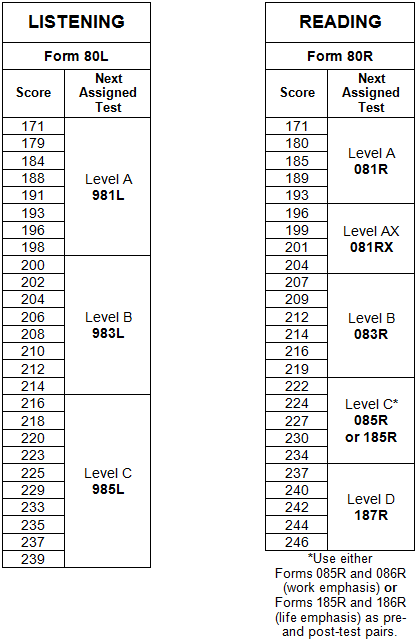 LISTENING
Form 80L
Score Next Assigned Test
171
179
184
188
191
193
196
198
Level A
981L
200
202
204
206
208
210
212
214
Level B
983L
216
218
220
223
225
229
233
235
237
239
Level C
985L
READING
Form 80R
Score Next Assigned Test
171
180
185
189
193
Level A
081R
196
199
201
204
Level AX
081RX
207
209
212
214
216
219
Level B
083R
222
224
227
230
234
Level C*
085R
or 185R
237
240
242
244
246
Level D
187R
*Use either
Forms 085R and 086R
(work emphasis) or
Forms 185R and 186R
(life emphasis) as pre-
and post-test pairs.